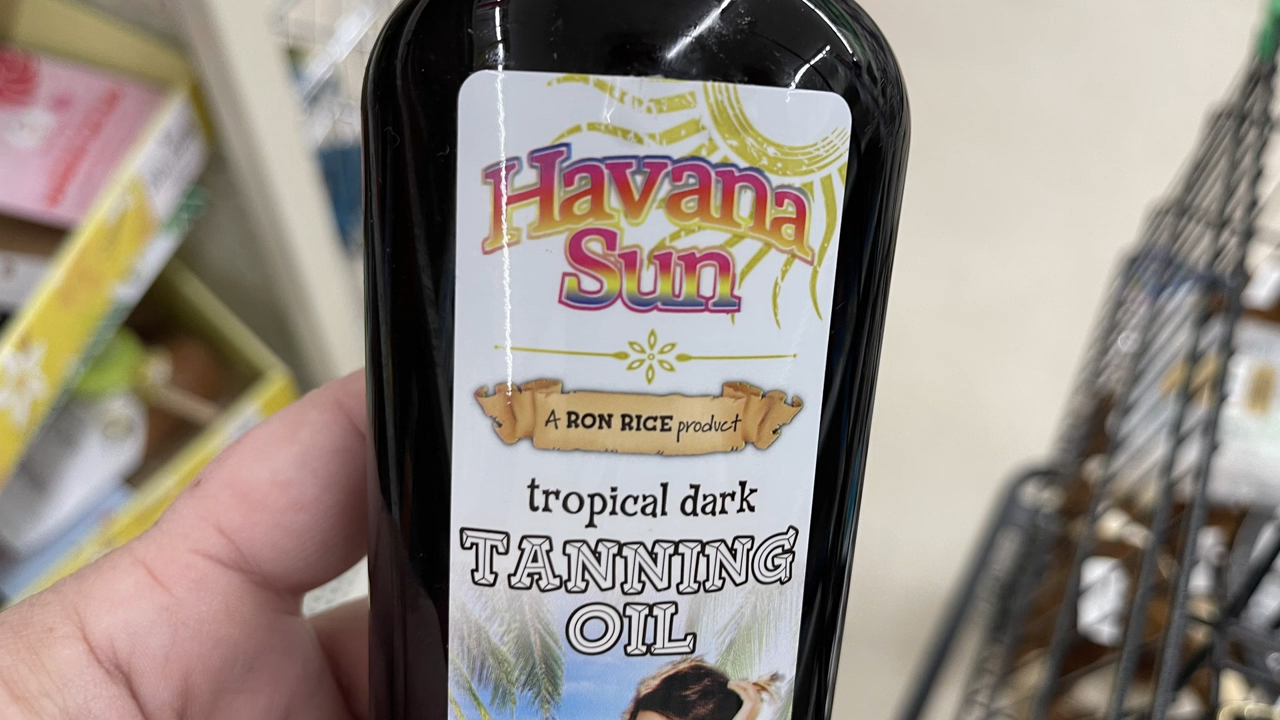 Havana
Sun
A RON RICE product
tropical dark
TANNING
OIL